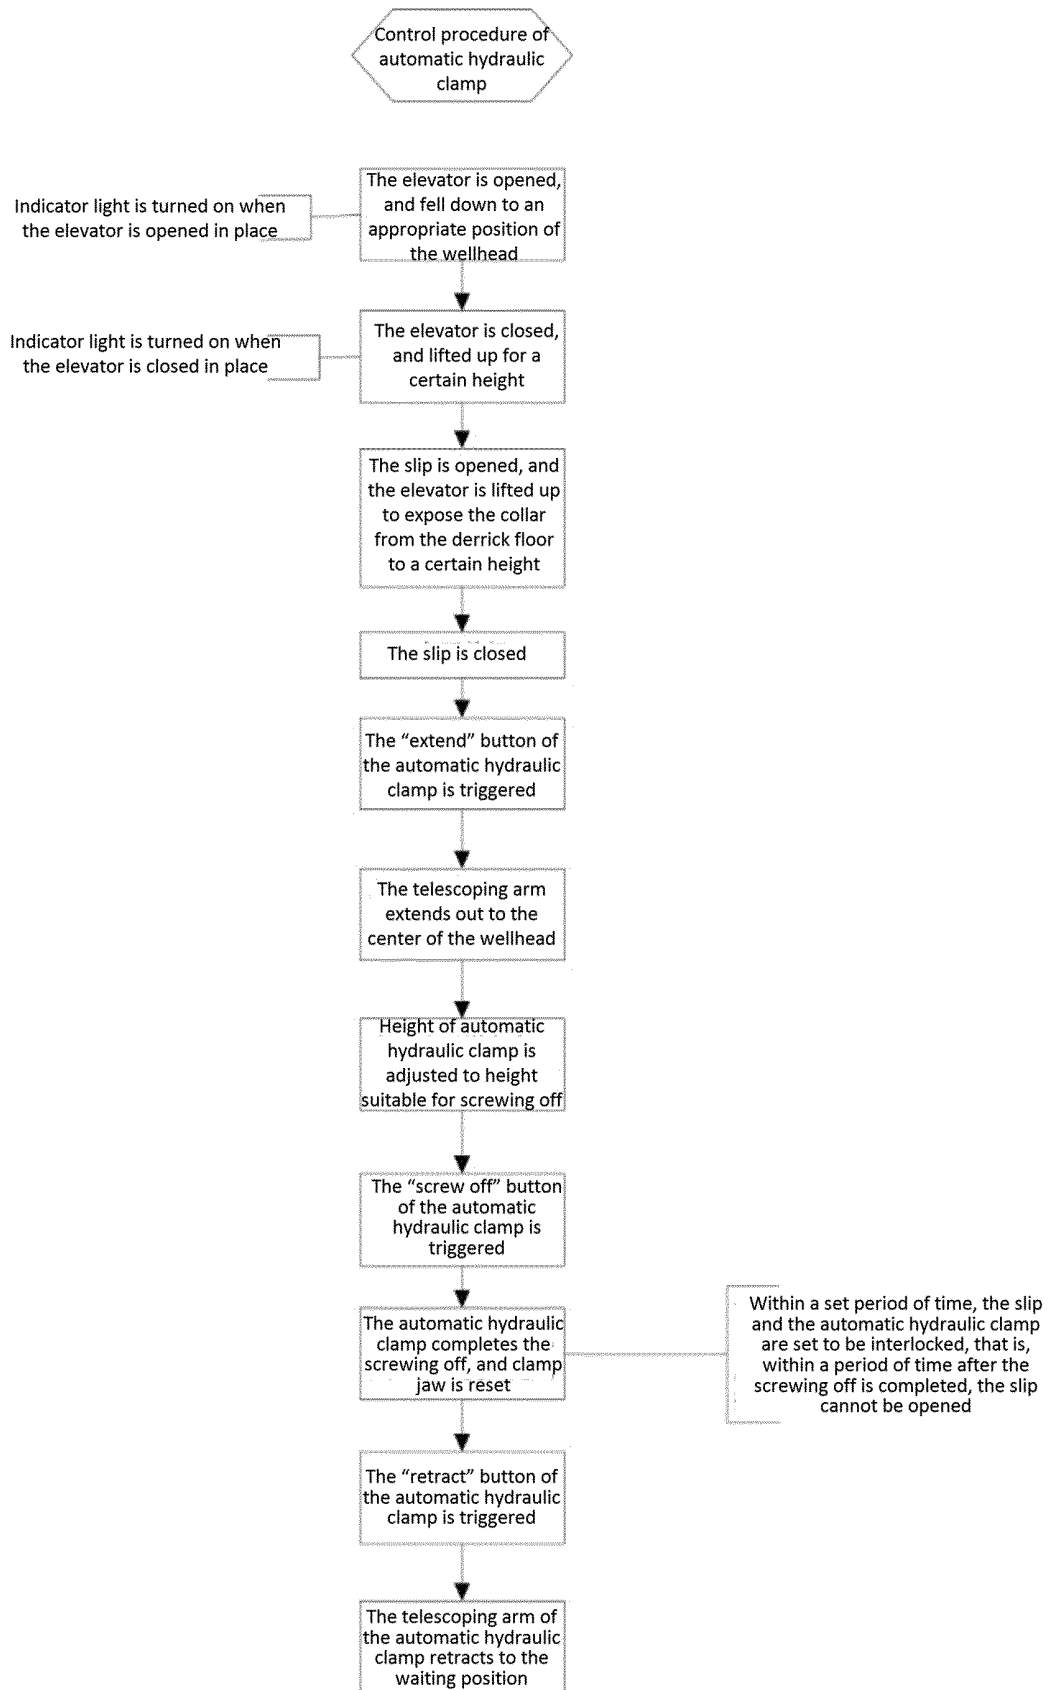 Control procedure of
automatic hydraulic
clamp
The elevator is opened,
and fell down to an
appropriate position of
the wellhead
Indicator light is turned on when
the elevator is opened in place
The elevator is closed,
and lifted up for a
certain height
Indicator light is turned on when
the elevator is closed in place
The slip is opened, and
the elevator is lifted up
to expose the collar
from the derrick floor
to a certain height
The slip is closed
The “extend” button of
the automatic hydraulic
clamp is triggered
The telescoping arm
extends out to the
center of the wellhead
Height of automatic
hydraulic clamp is
adjusted to height
suitable for screwing off
The “screw off” button
of the automatic
hydraulic clamp is
triggered
The automatic hydraulic
clamp completes the
screwing off, and clamp
jaw is reset
Within a set period of time, the slip
and the automatic hydraulic clamp
are set to be interlocked, that is,
within a period of time after the
screwing off is completed, the slip
cannot be opened
The “retract” button of
the automatic hydraulic
clamp is triggered
The telescoping arm of
the automatic hydraulic
clamp retracts to the
waiting position